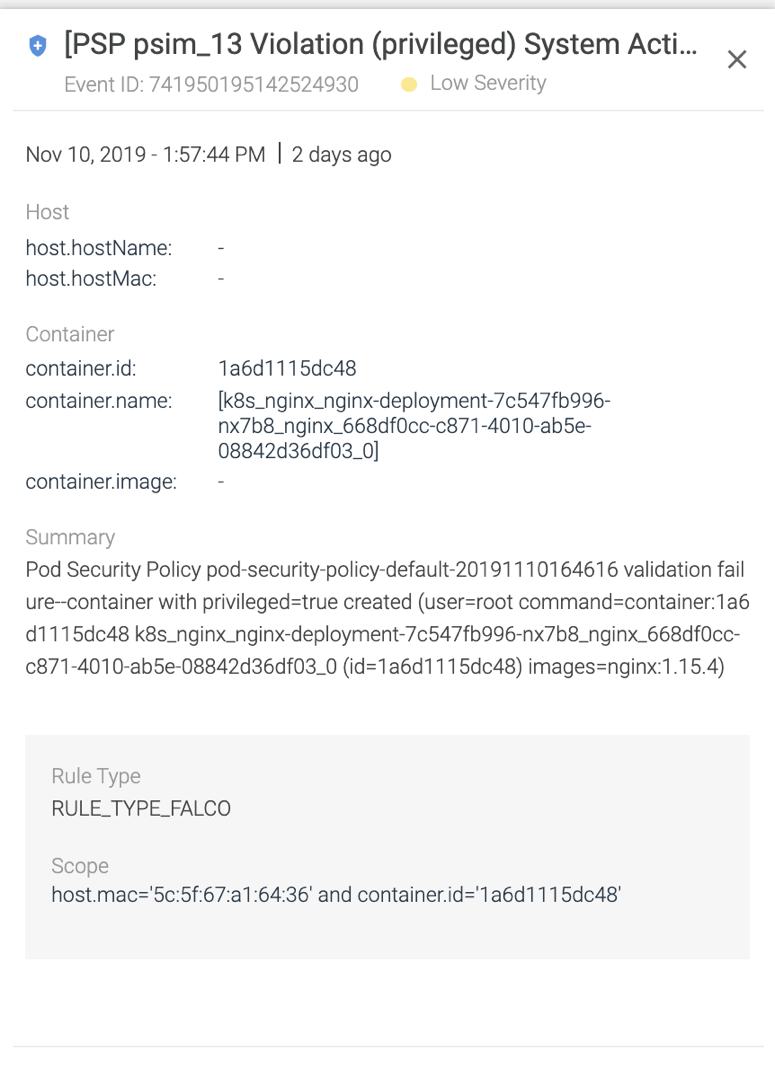 [PSP psim_13 Violation (privileged) System Acti...
Event ID: 741950195142524930 Low Severity
Nov 10, 2019 - 1:57:44 PM | 2 days ago
Host
host.hostName: -
host.hostMac: -
Container
container.id: 1a6d1115dc48
container.name: [k8s_nginx_nginx-deployment-7c547fb996-
nx7b8_nginx_668df0cc-c871-4010-ab5e-
08842d36df03_0]
container.image: -
Summary
Pod Security Policy pod-security-policy-default-20191110164616 validation fail
ure--container with privileged=true created (user=root command=container:1a6
d1115dc48 k8s_nginx_nginx-deployment-7c547fb996-nx7b8_nginx_668df0cc-
c871-4010-ab5e-08842d36df03_0 (id=1a6d1115dc48) images=nginx:1.15.4)
Rule Type
RULE_TYPE_FALCO
Scope
host.mac='5c:5f:67:a1:64:36' and container.id='1a6d1115dc48'